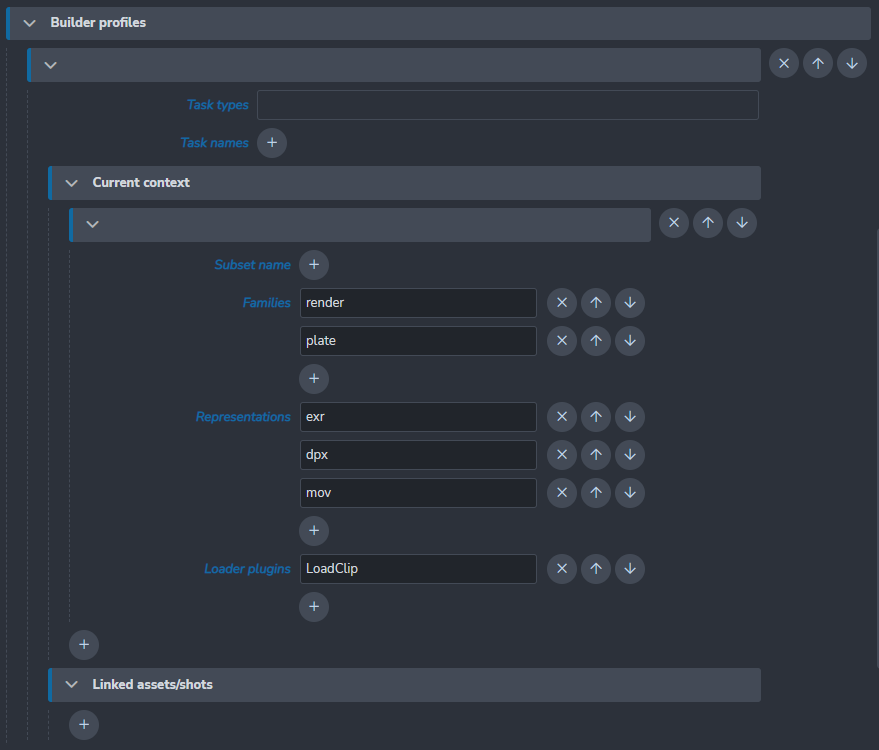 Builder profiles
Task types
Task names
Current context
Subset name
Families render
plate
Representations exr
dpx
mov
Loader plugins LoadClip
Linked assets/shots